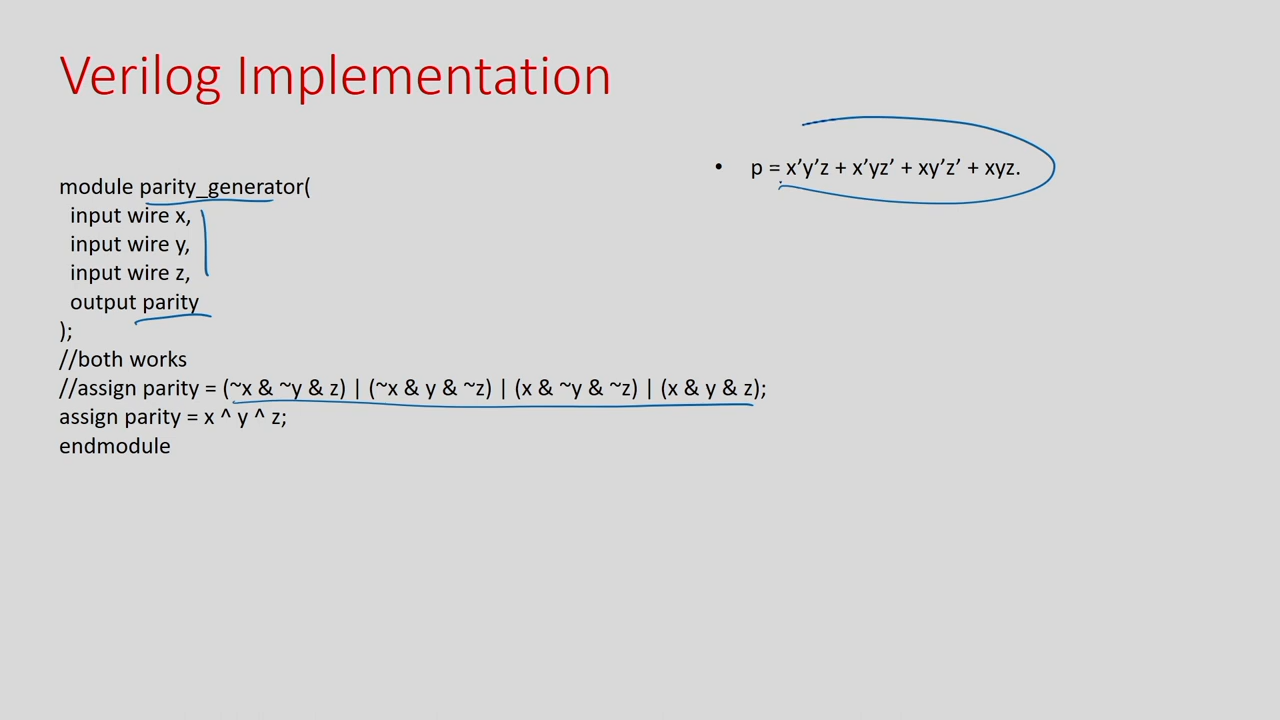 Verilog Implementation
module parity_generator(
input wire x,
input wire y,
input wire z,
output parity
);
//both works
//assign parity = (~x & ~y & z) | (~x & y & ~z) | (x & ~y & ~z) | (x & y & z);
assign parity = x ^ y ^ z;
endmodule
• p = x’y’z + x’yz’ + xy’z’ + xyz.